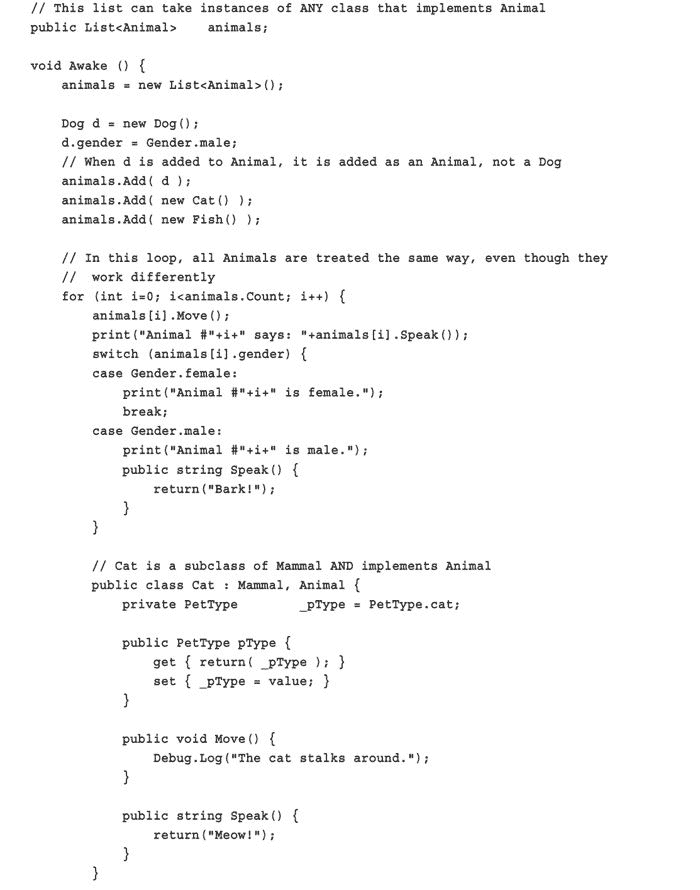 // This list can take instances of ANY class that implements Animal
public List<Animal>    animals;
void Awake () {
animals = new List<Animal>();
Dog d = new Dog();
d.gender = Gender.male;
// When d is added to Animal, it is added as an Animal, not a Dog
animals.Add( d );
animals.Add( new Cat() );
animals.Add( new Fish() );
// In this loop, all Animals are treated the same way, even though they
//  work differently
for (int i=0; i<animals.Count; i++) {
animals[i].Move();
print("Animal #"+i+" says: "+animals[i].Speak());
switch (animals[i].gender) {
case Gender.female:
print("Animal #"+i+" is female.");
break;
case Gender.male:
print("Animal #"+i+" is male.");
public string Speak() {
return("Bark!");
}
}
// Cat is a subclass of Mammal AND implements Animal
public class Cat : Mammal, Animal {
private PetType        _pType = PetType.cat;
public PetType pType {
get { return( _pType ); }
set { _pType = value; }
}
public void Move() {
Debug.Log("The cat stalks around.");
}
public string Speak() {
return("Meow!");
}
}